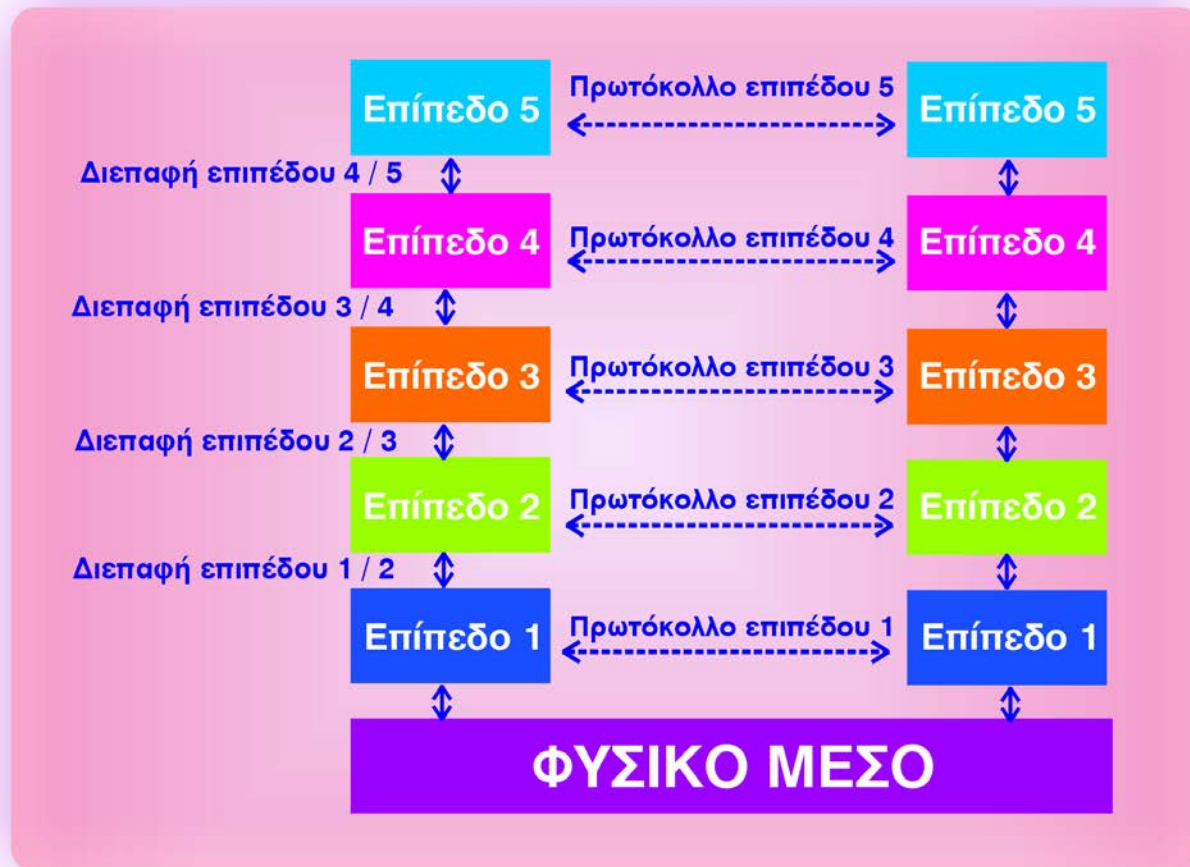 Επίπεδο 5
Πρωτόκολλο επιπέδου 5
Επίπεδο 5
Διεπαφή επιπέδου 4 / 5
Επίπεδο 4
Πρωτόκολλο επιπέδου 4
Επίπεδο 4
Διεπαφή επιπέδου 3 / 4
Επίπεδο 3
Πρωτόκολλο επιπέδου 3
Επίπεδο 3
Διεπαφή επιπέδου 2 / 3
Επίπεδο 2
Πρωτόκολλο επιπέδου 2
Επίπεδο 2
Διεπαφή επιπέδου 1 / 2
Επίπεδο 1
Πρωτόκολλο επιπέδου 1
Επίπεδο 1
ΦΥΣΙΚΟ ΜΕΣΟ